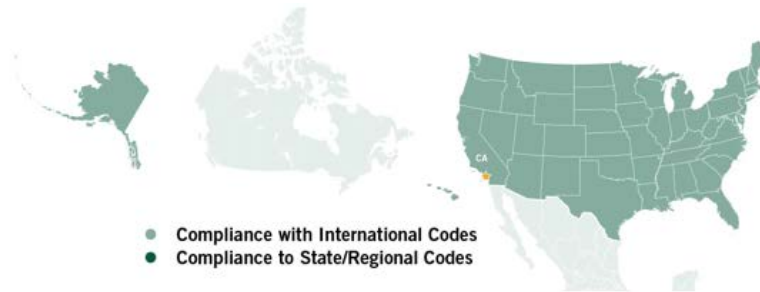 CA
Compliance with International Codes
Compliance to State/Regional Codes